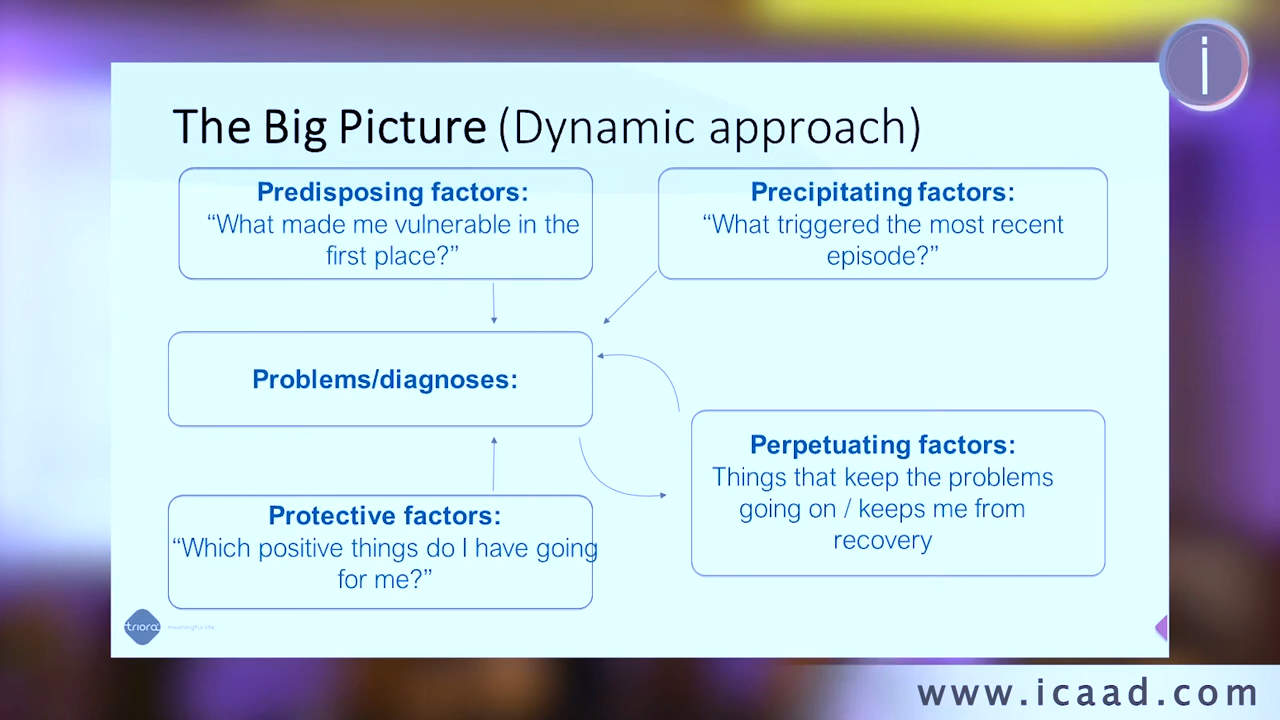 i
The Big Picture (Dynamic approach)
Predisposing factors:
“What made me vulnerable in the
first place?”
Precipitating factors:
“What triggered the most recent
episode?”
Problems/diagnoses:
Perpetuating factors:
Things that keep the problems
going on / keeps me from
recovery
Protective factors:
“Which positive things do I have going
for me?”
triora
meaningful life
www.icaad.com